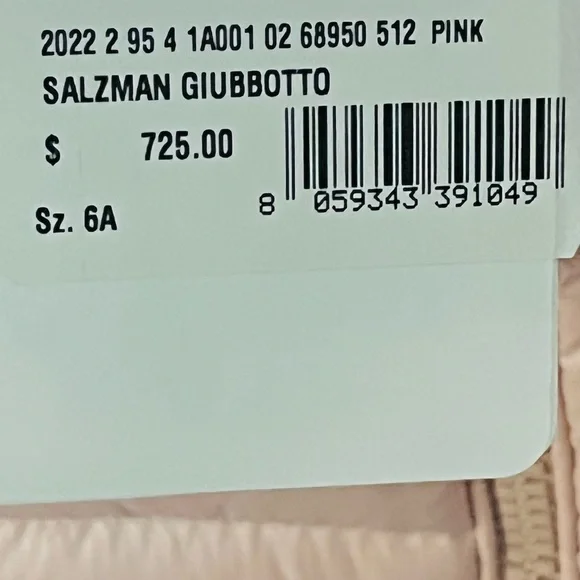 2022 2 95 4 1A001 02 68950 512 PINK
SALZMAN GIUBBOTTO
$ 725.00
8 059343 391049
Sz. 6A